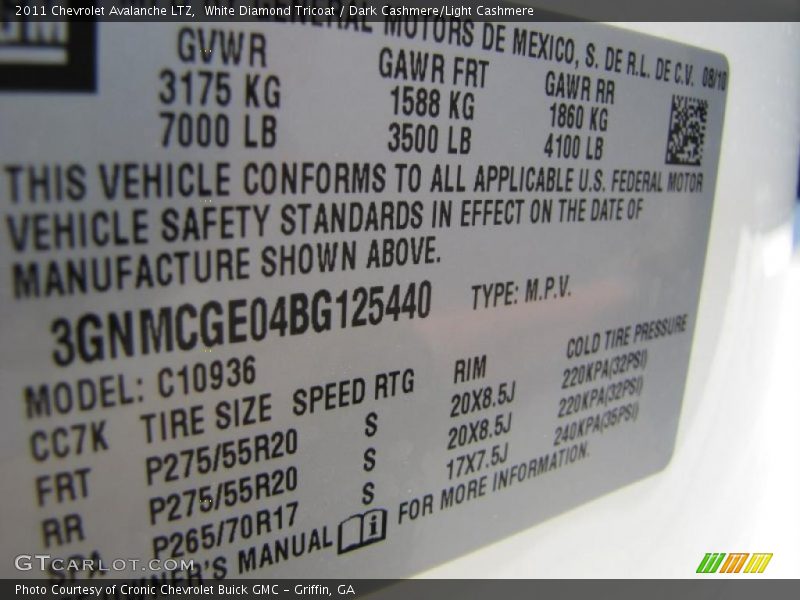 2011 Chevrolet Avalanche LTZ, White Diamond Tricoat / Dark Cashmere/Light Cashmere
GM
GENERAL MOTORS DE MEXICO, S. DE R.L. DE C.V. 08/10
GVWR GAWR FRT GAWR RR
3175 KG 1588 KG 1860 KG
7000 LB 3500 LB 4100 LB
THIS VEHICLE CONFORMS TO ALL APPLICABLE U.S. FEDERAL MOTOR
VEHICLE SAFETY STANDARDS IN EFFECT ON THE DATE OF
MANUFACTURE SHOWN ABOVE.
3GNMCGE04BG125440 TYPE: M.P.V.
MODEL: C10936
CC7K TIRE SIZE SPEED RTG RIM COLD TIRE PRESSURE
FRT P275/55R20 S 20X8.5J 220KPA(32PSI)
RR P275/55R20 S 20X8.5J 220KPA(32PSI)
SPA P265/70R17 S 17X7.5J 240KPA(35PSI)
OWNER'S MANUAL FOR MORE INFORMATION.
GTCARLOT.COM
Photo Courtesy of Cronic Chevrolet Buick GMC – Griffin, GA